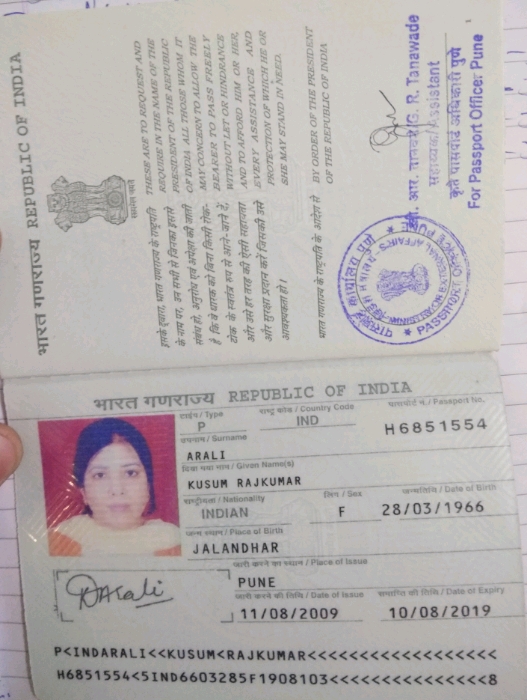 भारत गणराज्य REPUBLIC OF INDIA
सत्यमेव जयते
इसके द्वारा, भारत गणराज्य के राष्ट्रपति
के नाम पर, उन सभी से जिनका इससे
संबंध हो, अनुरोध एवं अपेक्षा की जाती
है कि वे धारक को बिना किसी रोक-
टोक के स्वतंत्र रूप से आने-जाने दें,
और उसे हर तरह की ऐसी सहायता
और सुरक्षा प्रदान करें जिसकी उसे
आवश्यकता हो।
भारत गणराज्य के राष्ट्रपति के आदेश से
THESE ARE TO REQUEST AND
REQUIRE IN THE NAME OF THE
PRESIDENT OF THE REPUBLIC
OF INDIA ALL THOSE WHOM IT
MAY CONCERN TO ALLOW THE
BEARER TO PASS FREELY
WITHOUT LET OR HINDRANCE
AND TO AFFORD HIM OR HER,
EVERY ASSISTANCE AND
PROTECTION OF WHICH HE OR
SHE MAY STAND IN NEED.
BY ORDER OF THE PRESIDENT
OF THE REPUBLIC OF INDIA
पासपोर्ट कार्यालय पुणे
PASSPORT OFFICE PUNE
आर. तानवडे/G. R. Tanawade
सहाय्यक/Assistant
कृते पासपोर्ट अधिकारी पुणे
For Passport Officer. Pune
भारत गणराज्य REPUBLIC OF INDIA
टाईप / Type राष्ट्र कोड / Country Code पासपोर्ट नं. / Passport No.
P IND H6851554
उपनाम / Surname
ARALI
दिया गया नाम / Given Name(s)
KUSUM RAJKUMAR
राष्ट्रीयता / Nationality लिंग / Sex जन्मतिथि / Date of Birth
INDIAN F 28/03/1966
जन्म स्थान / Place of Birth
JALANDHAR
जारी करने का स्थान / Place of Issue
PUNE
जारी करने की तिथि / Date of Issue समाप्ति की तिथि / Date of Expiry
11/08/2009 10/08/2019
DArali
P<INDARALI<<KUSUM<RAJKUMAR<<<<<<<<<<<<<<<<<<
H6851554<5IND6603285F1908103<<<<<<<<<<<<<<<8